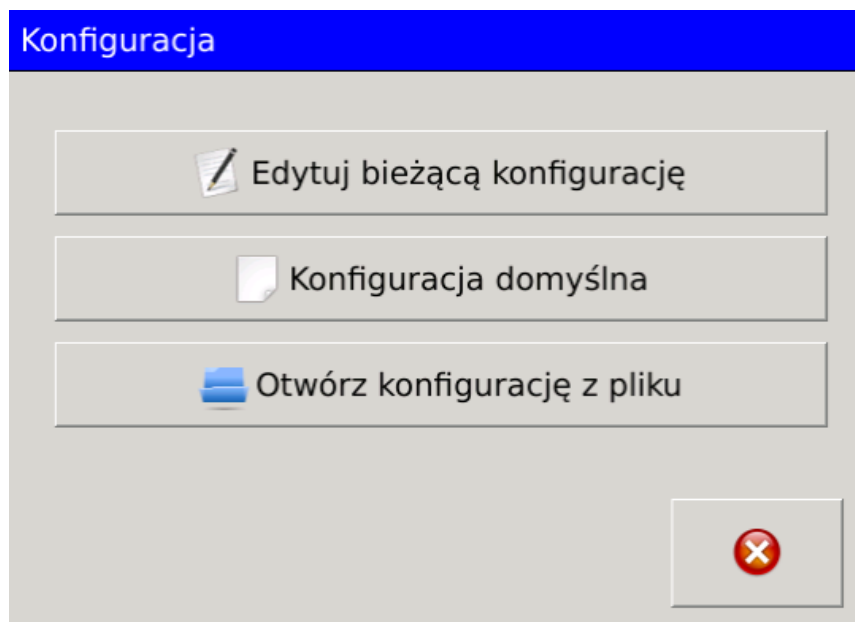 Konfiguracja
Edytuj bieżącą konfigurację
Konfiguracja domyślna
Otwórz konfigurację z pliku